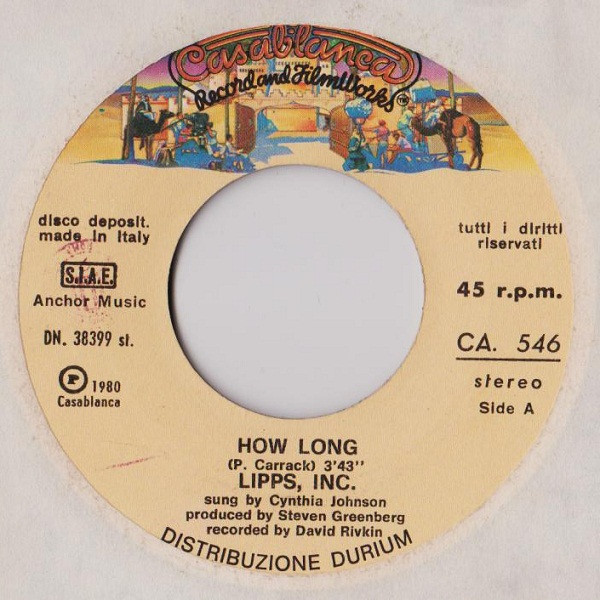 Casablanca
Record and FilmWorks
TM
disco deposit.
made in Italy
S.I.A.E.
Anchor Music
DN. 38399 st.
P 1980
Casablanca
tutti i diritti
riservati
45 r.p.m.
CA. 546
stereo
Side A
HOW LONG
(P. Carrack) 3'43''
LIPPS, INC.
sung by Cynthia Johnson
produced by Steven Greenberg
recorded by David Rivkin
DISTRIBUZIONE DURIUM